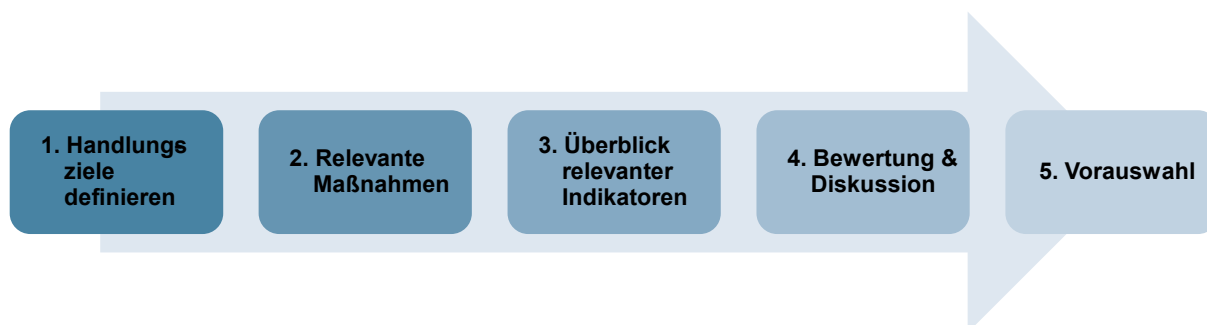 1. Handlungs
ziele
definieren
2. Relevante
Maßnahmen
3. Überblick
relevanter
Indikatoren
4. Bewertung &
Diskussion
5. Vorauswahl